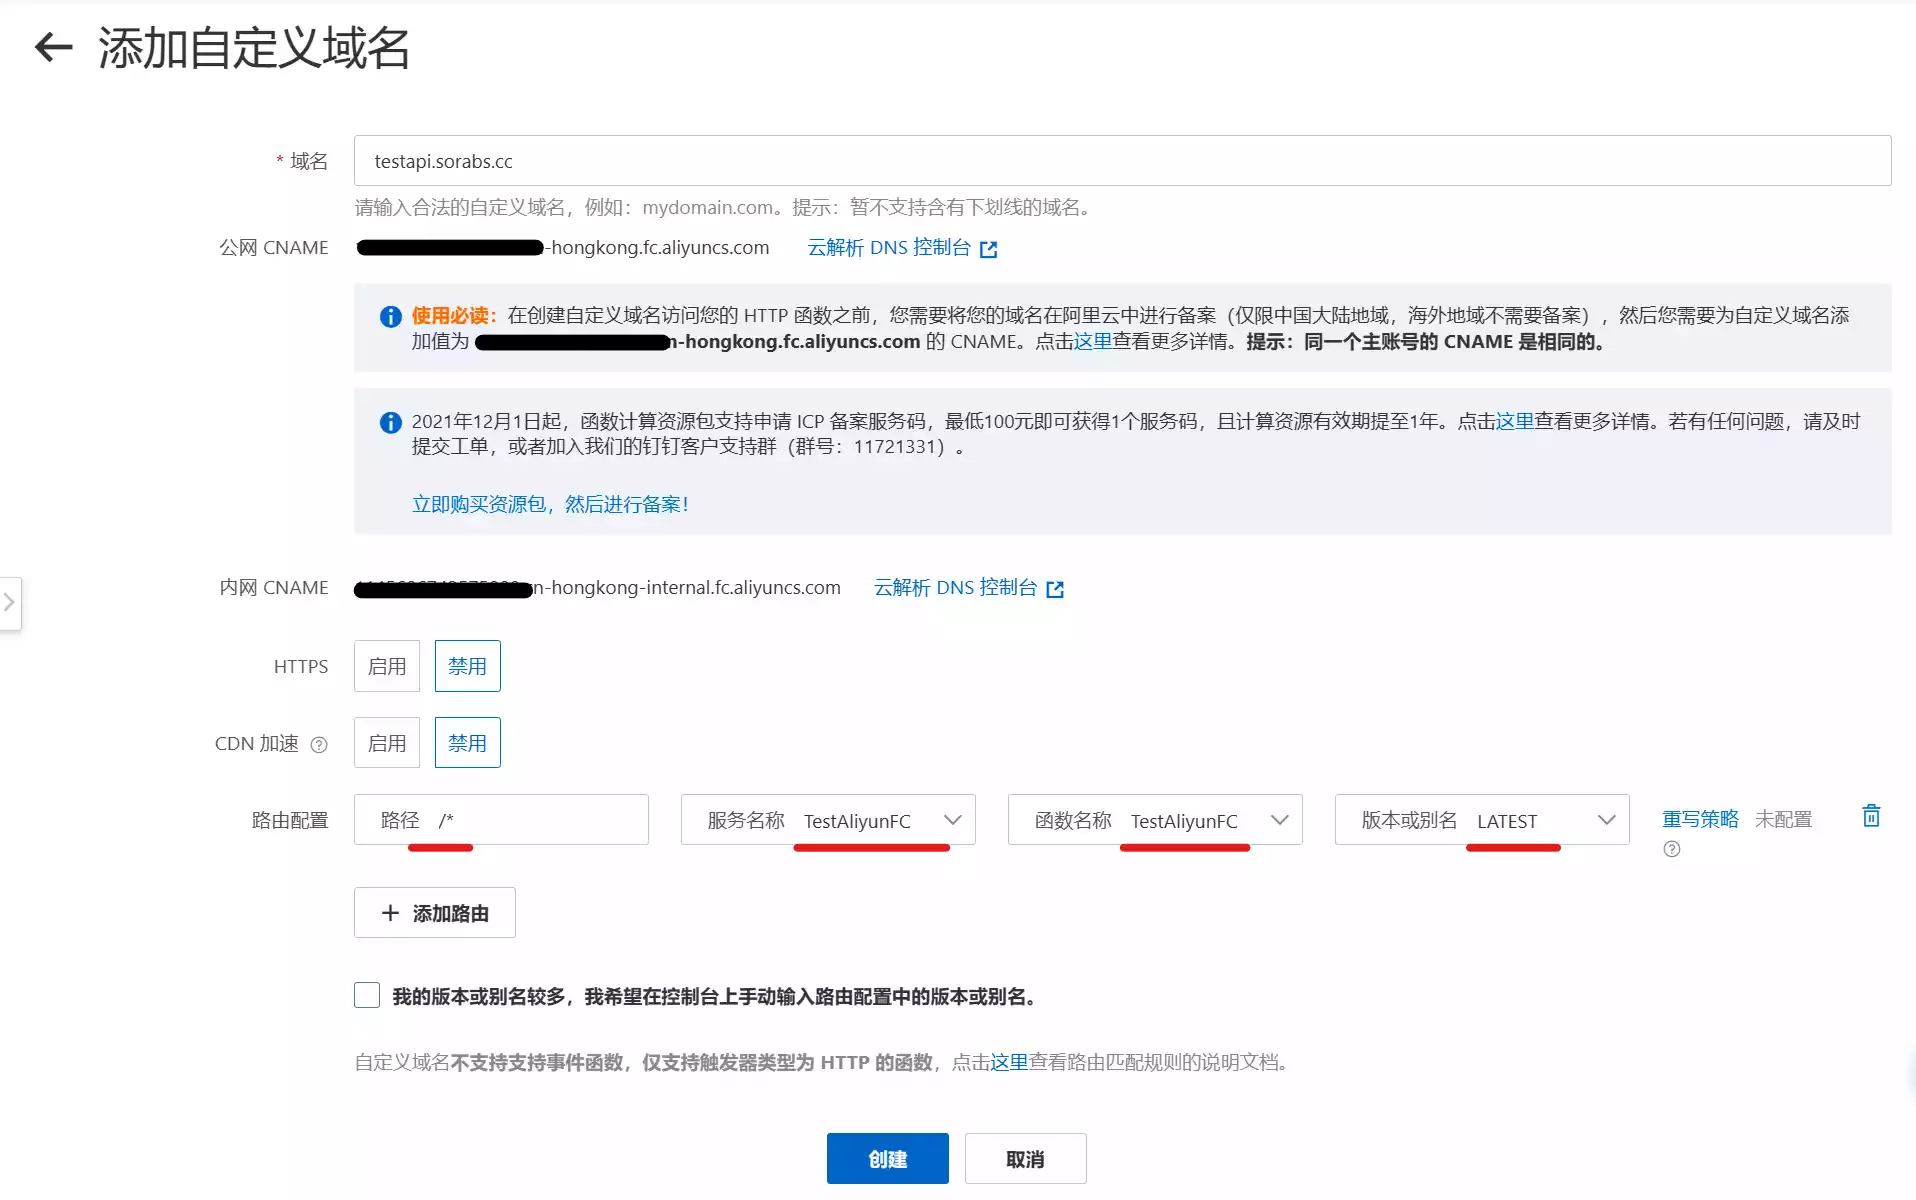 添加自定义域名
* 域名 testapi.sorabs.cc
请输入合法的自定义域名，例如：mydomain.com。提示：暂不支持含有下划线的域名。
公网 CNAME -hongkong.fc.aliyuncs.com 云解析 DNS 控制台
使用必读：在创建自定义域名访问您的 HTTP 函数之前，您需要将您的域名在阿里云中进行备案（仅限中国大陆地域，海外地域不需要备案），然后您需要为自定义域名添
加值为 n-hongkong.fc.aliyuncs.com 的 CNAME。点击这里查看更多详情。提示：同一个主账号的 CNAME 是相同的。
2021年12月1日起，函数计算资源包支持申请 ICP 备案服务码，最低100元即可获得1个服务码，且计算资源有效期提至1年。点击这里查看更多详情。若有任何问题，请及时
提交工单，或者加入我们的钉钉客户支持群（群号：11721331）。
立即购买资源包，然后进行备案！
内网 CNAME n-hongkong-internal.fc.aliyuncs.com 云解析 DNS 控制台
HTTPS 启用 禁用
CDN 加速 启用 禁用
路由配置 路径 /* 服务名称 TestAliyunFC 函数名称 TestAliyunFC 版本或别名 LATEST 重写策略 未配置
添加路由
我的版本或别名较多，我希望在控制台上手动输入路由配置中的版本或别名。
自定义域名不支持支持事件函数，仅支持触发器类型为 HTTP 的函数，点击这里查看路由匹配规则的说明文档。
创建 取消